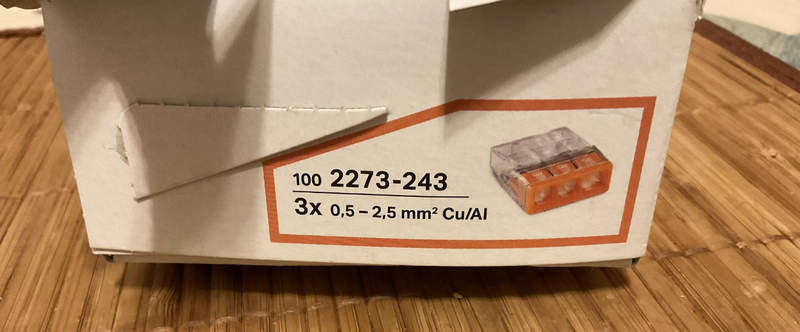 100 2273-243
3x 0,5 – 2,5 mm² Cu/Al